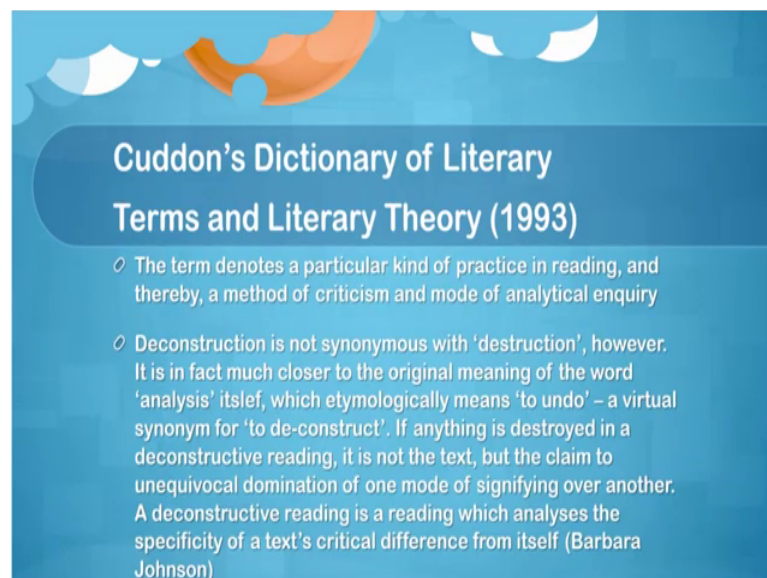 Cuddon's Dictionary of Literary
Terms and Literary Theory (1993)
The term denotes a particular kind of practice in reading, and
thereby, a method of criticism and mode of analytical enquiry
Deconstruction is not synonymous with 'destruction', however.
It is in fact much closer to the original meaning of the word
'analysis' itslef, which etymologically means 'to undo' – a virtual
synonym for 'to de-construct'. If anything is destroyed in a
deconstructive reading, it is not the text, but the claim to
unequivocal domination of one mode of signifying over another.
A deconstructive reading is a reading which analyses the
specificity of a text's critical difference from itself (Barbara
Johnson)